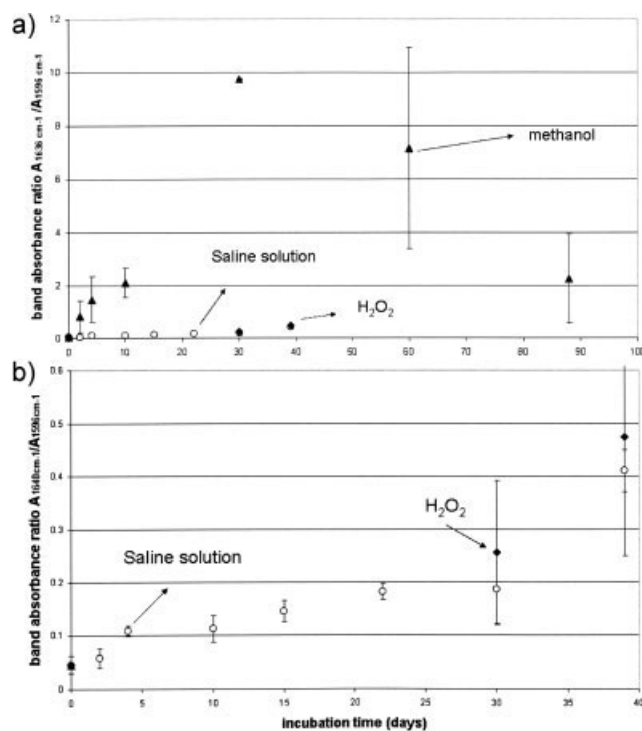 a)
band absorbance ratio A1636 cm-1 /A1596 cm-1
12
10
8
6
4
2
0
methanol
Saline solution
H2O2
0 10 20 30 40 50 60 70 80 90 100
b)
band absorbance ratio A1640cm-1/A1596cm-1
0.6
0.5
0.4
0.3
0.2
0.1
0
H2O2
Saline solution
0 5 10 15 20 25 30 35 40
incubation time (days)